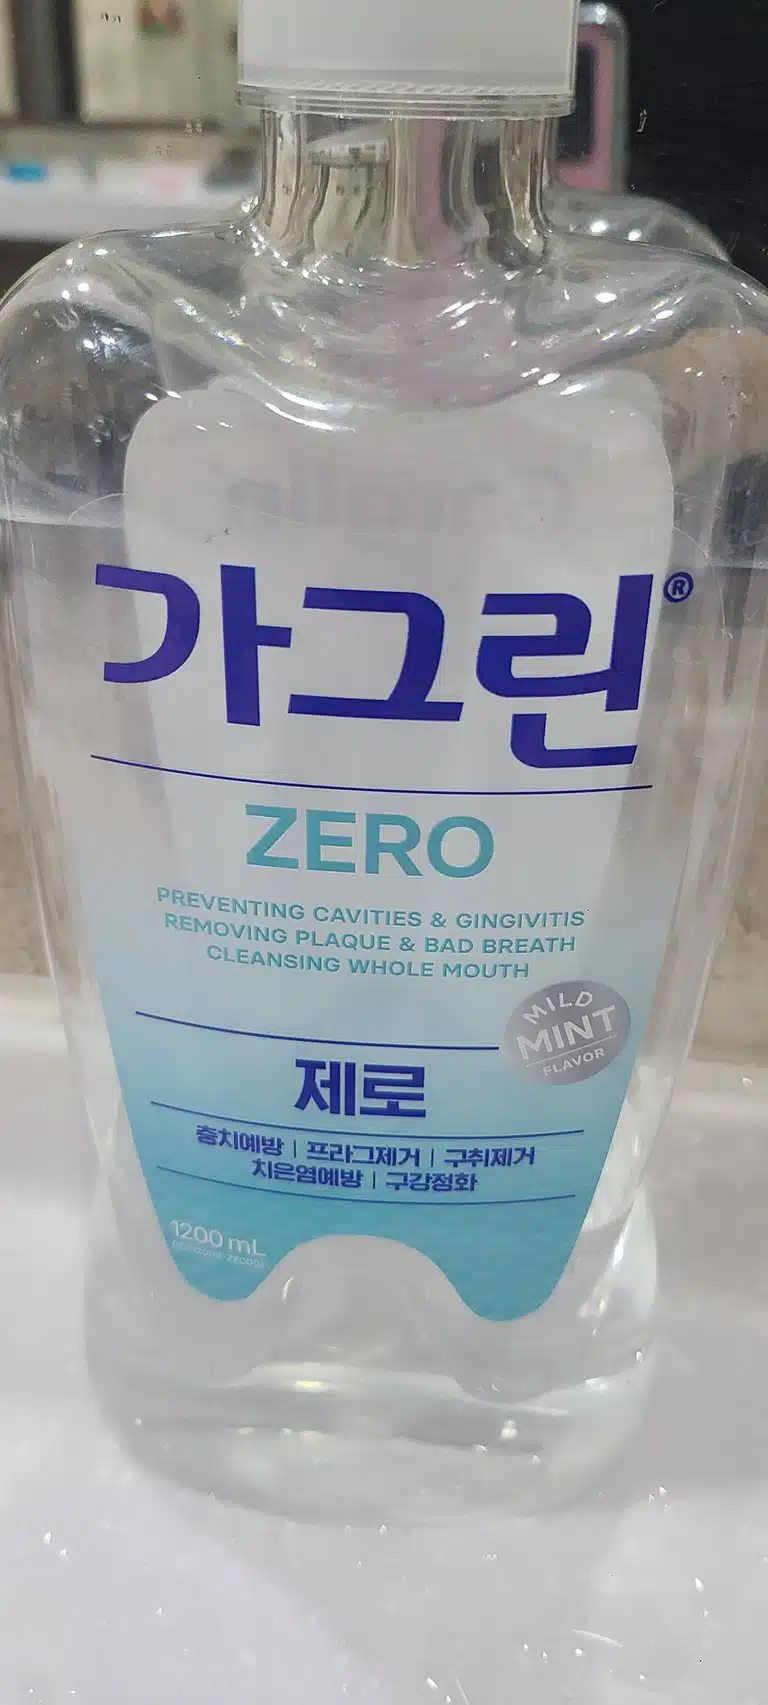 가그린®
ZERO
PREVENTING CAVITIES & GINGIVITIS
REMOVING PLAQUE & BAD BREATH
CLEANSING WHOLE MOUTH
MILD
MINT
FLAVOR
제로
충치예방 | 프라그제거 | 구취제거
치은염예방 | 구강정화
1200 mL